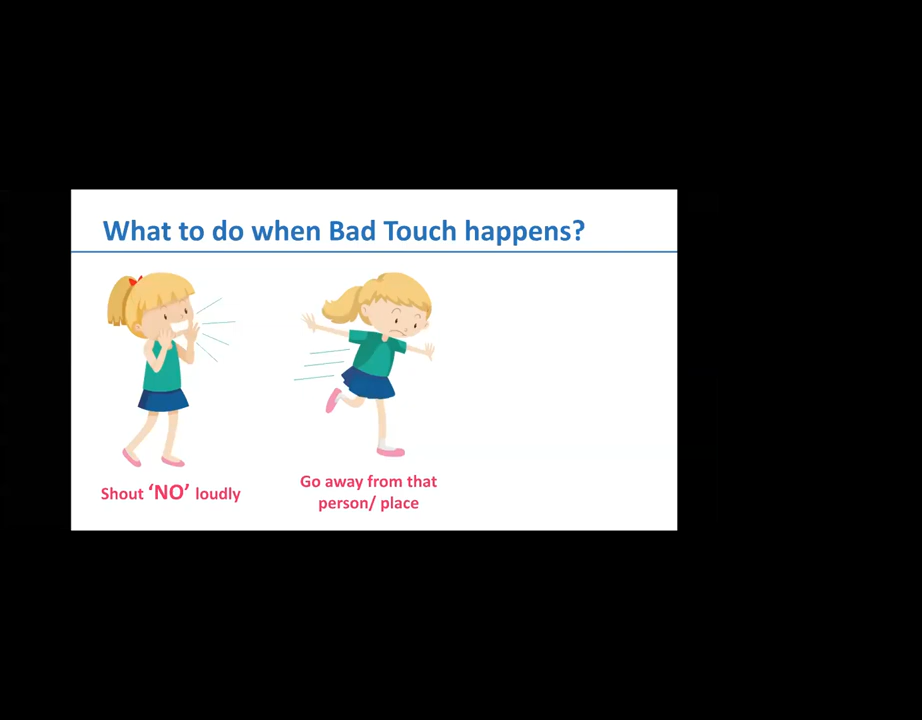 What to do when Bad Touch happens?
Shout ‘NO’ loudly
Go away from that
person/ place